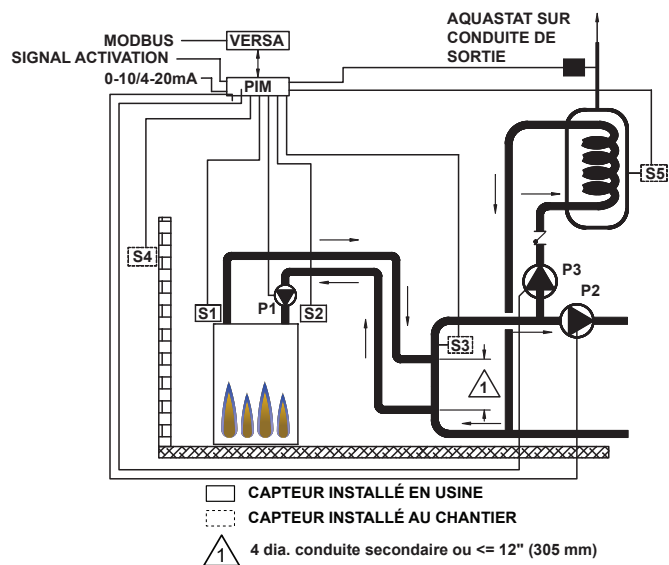 AQUASTAT SUR
CONDUITE DE
SORTIE
MODBUS
VERSA
SIGNAL ACTIVATION
0-10/4-20mA
PIM
S5
S4
P3
P2
S1
P1
S2
S3
1
CAPTEUR INSTALLÉ EN USINE
CAPTEUR INSTALLÉ AU CHANTIER
1
4 dia. conduite secondaire ou <= 12" (305 mm)